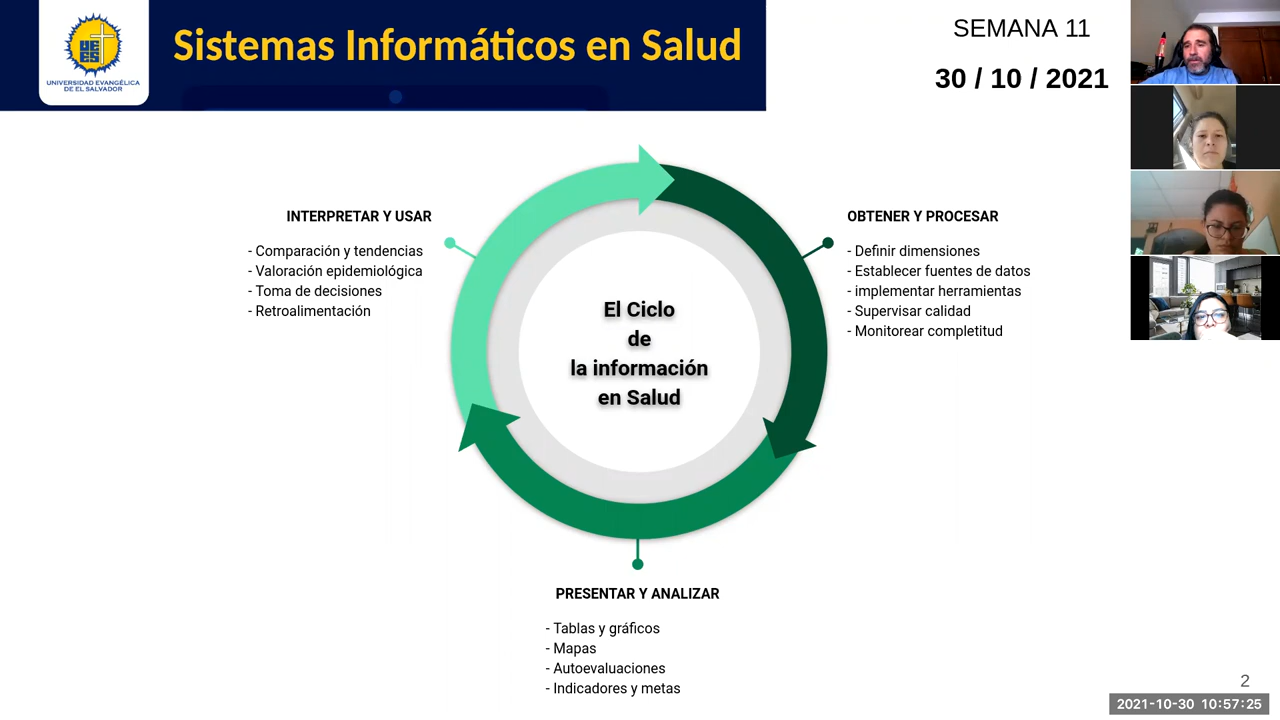 Sistemas Informáticos en Salud
UNIVERSIDAD EVANGÉLICA
DE EL SALVADOR
SEMANA 11
30 / 10 / 2021
INTERPRETAR Y USAR
- Comparación y tendencias
- Valoración epidemiológica
- Toma de decisiones
- Retroalimentación
OBTENER Y PROCESAR
- Definir dimensiones
- Establecer fuentes de datos
- implementar herramientas
- Supervisar calidad
- Monitorear completitud
El Ciclo
de
la información
en Salud
PRESENTAR Y ANALIZAR
- Tablas y gráficos
- Mapas
- Autoevaluaciones
- Indicadores y metas
2
2021-10-30 10:57:25